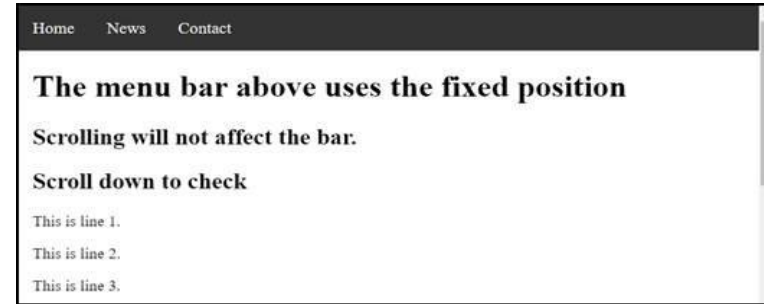 Home News Contact
The menu bar above uses the fixed position
Scrolling will not affect the bar.
Scroll down to check
This is line 1.
This is line 2.
This is line 3.